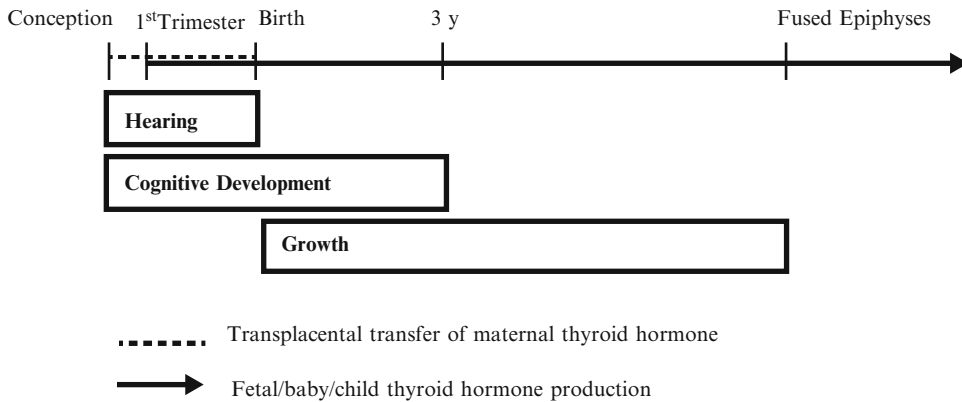 Conception 1stTrimester Birth 3 y Fused Epiphyses
Hearing
Cognitive Development
Growth
Transplacental transfer of maternal thyroid hormone
Fetal/baby/child thyroid hormone production